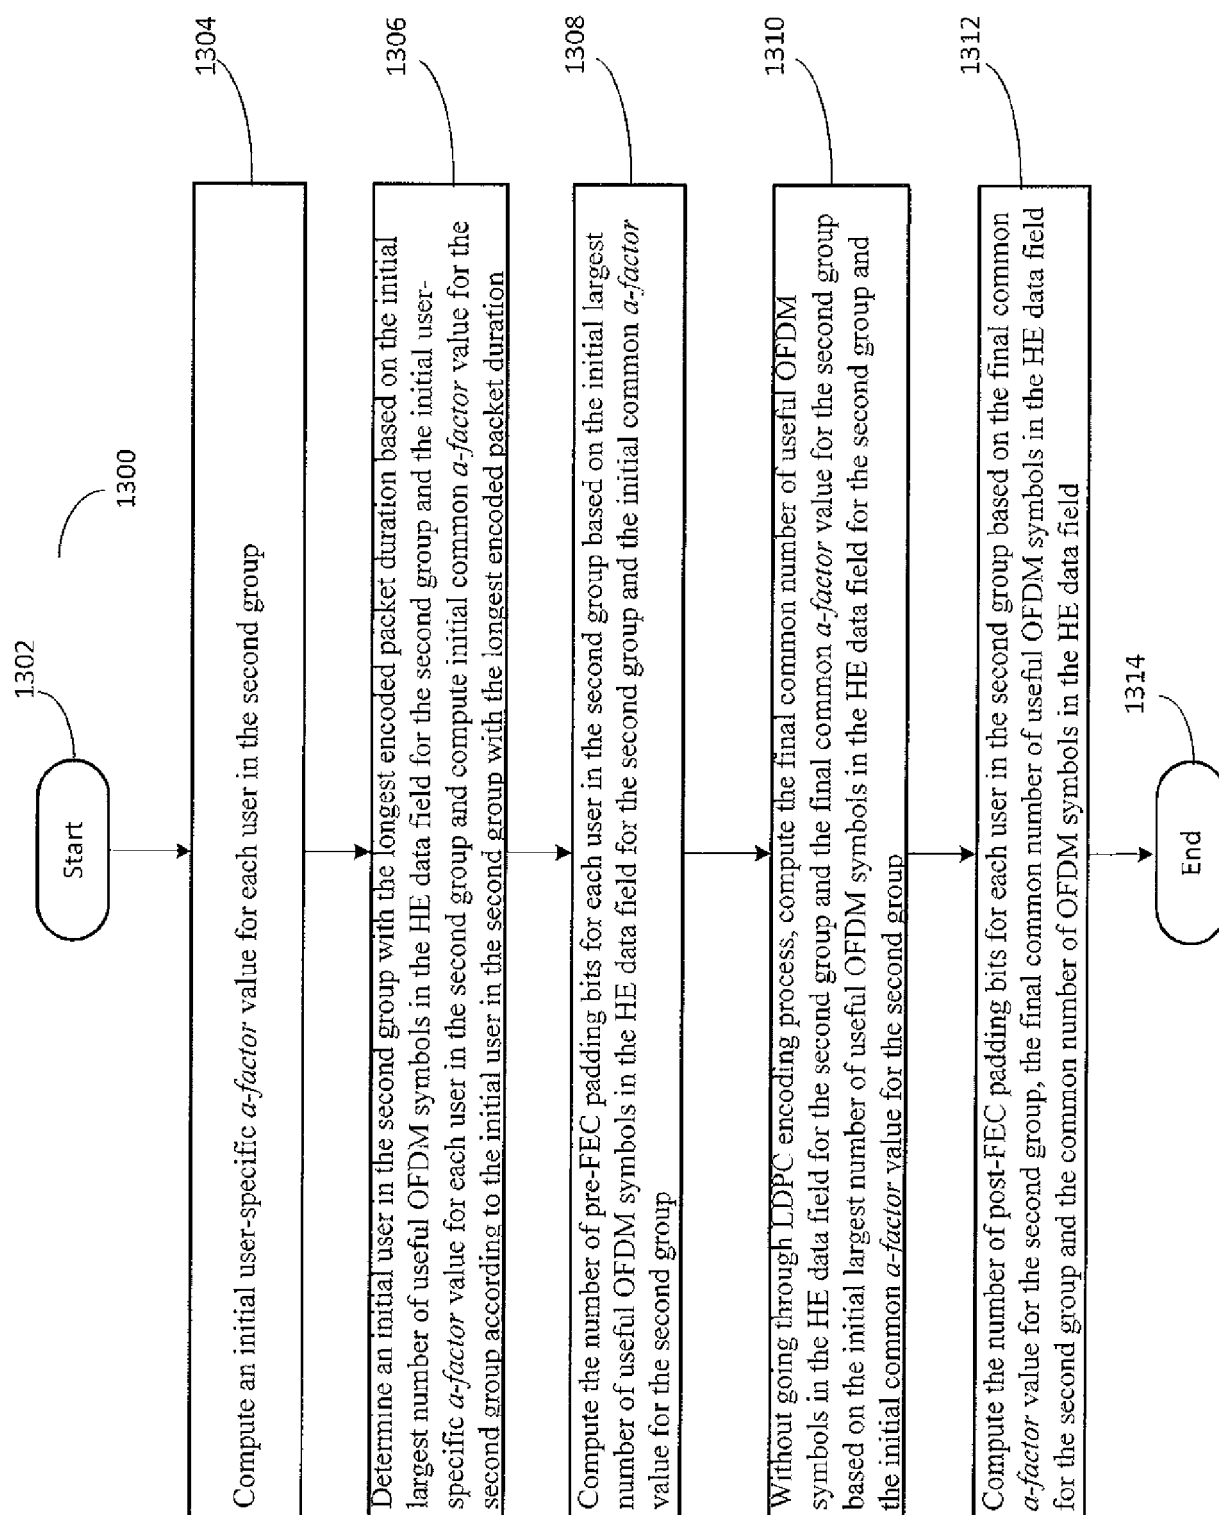 1300
1302
Start
1304
Compute an initial user-specific a-factor value for each user in the second group
1306
Determine an initial user in the second group with the longest encoded packet duration based on the initial
largest number of useful OFDM symbols in the HE data field for the second group and the initial user-
specific a-factor value for each user in the second group and compute initial common a-factor value for the
second group according to the initial user in the second group with the longest encoded packet duration
1308
Compute the number of pre-FEC padding bits for each user in the second group based on the initial largest
number of useful OFDM symbols in the HE data field for the second group and the initial common a-factor
value for the second group
1310
Without going through LDPC encoding process, compute the final common number of useful OFDM
symbols in the HE data field for the second group and the final common a-factor value for the second group
based on the initial largest number of useful OFDM symbols in the HE data field for the second group and
the initial common a-factor value for the second group
1312
Compute the number of post-FEC padding bits for each user in the second group based on the final common
a-factor value for the second group, the final common number of useful OFDM symbols in the HE data field
for the second group and the common number of OFDM symbols in the HE data field
1314
End